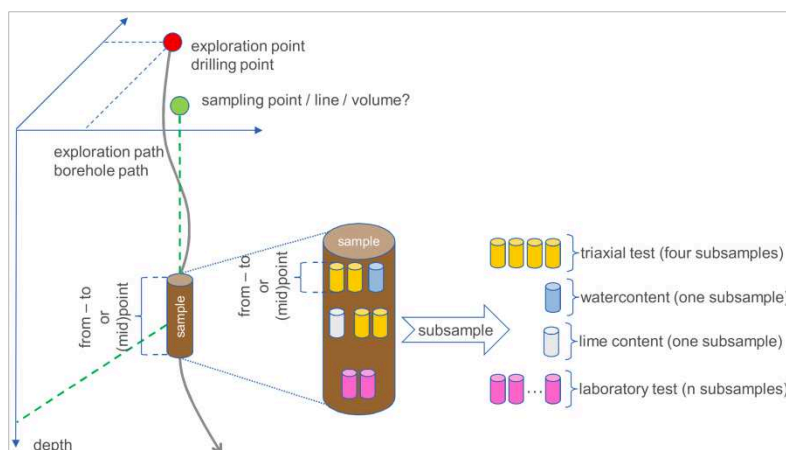 exploration point
drilling point
sampling point / line / volume?
exploration path
borehole path
from – to
or
(mid)point
sample
from – to
or
(mid)point
sample
subsample
triaxial test (four subsamples)
watercontent (one subsample)
lime content (one subsample)
...
laboratory test (n subsamples)
depth